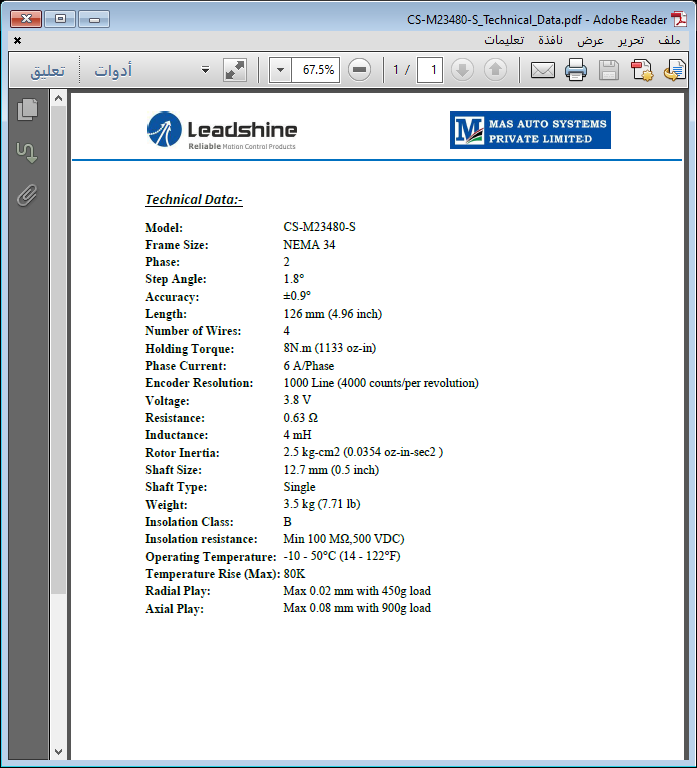 CS-M23480-S_Technical_Data.pdf - Adobe Reader
ملف تحرير عرض نافذة تعليمات
1 / 1 67.5% أدوات تعليق
Leadshine
Reliable Motion Control Products
MAS AUTO SYSTEMS
PRIVATE LIMITED
Technical Data:-
Model: CS-M23480-S
Frame Size: NEMA 34
Phase: 2
Step Angle: 1.8°
Accuracy: ±0.9°
Length: 126 mm (4.96 inch)
Number of Wires: 4
Holding Torque: 8N.m (1133 oz-in)
Phase Current: 6 A/Phase
Encoder Resolution: 1000 Line (4000 counts/per revolution)
Voltage: 3.8 V
Resistance: 0.63 Ω
Inductance: 4 mH
Rotor Inertia: 2.5 kg-cm2 (0.0354 oz-in-sec2 )
Shaft Size: 12.7 mm (0.5 inch)
Shaft Type: Single
Weight: 3.5 kg (7.71 lb)
Insolation Class: B
Insolation resistance: Min 100 MΩ,500 VDC)
Operating Temperature: -10 - 50°C (14 - 122°F)
Temperature Rise (Max): 80K
Radial Play: Max 0.02 mm with 450g load
Axial Play: Max 0.08 mm with 900g load